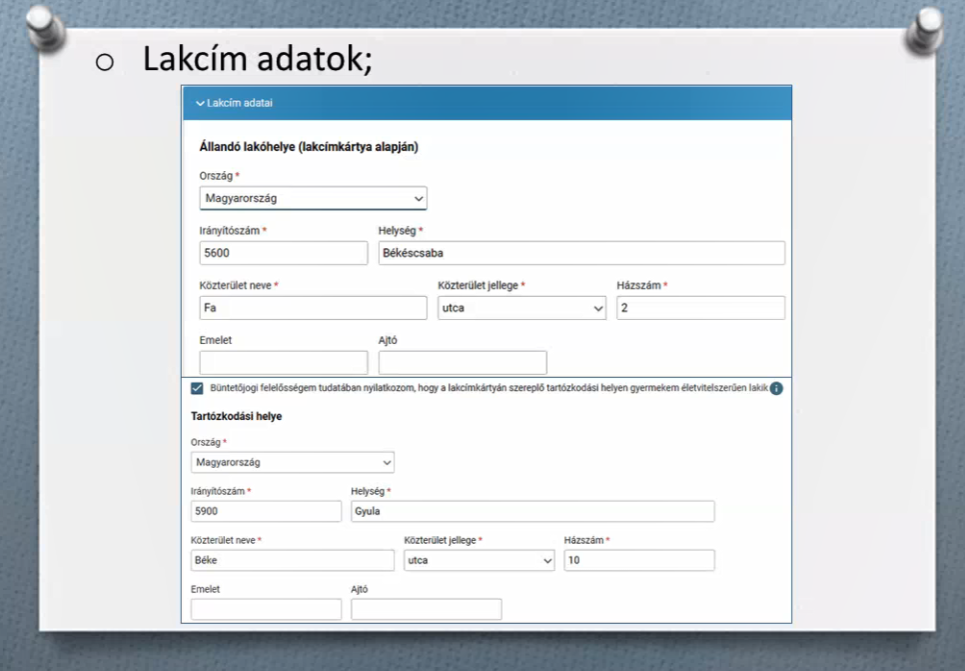 o Lakcím adatok;
Lakcím adatai
Állandó lakóhelye (lakcímkártya alapján)
Ország *
Magyarország
Irányítószám * Helység *
5600 Békéscsaba
Közterület neve * Közterület jellege * Házszám *
Fa utca 2
Emelet Ajtó
Büntetőjogi felelősségem tudatában nyilatkozom, hogy a lakcímkártyán szereplő tartózkodási helyen gyermekem életvitelszerűen lakik
Tartózkodási helye
Ország *
Magyarország
Irányítószám * Helység *
5900 Gyula
Közterület neve * Közterület jellege * Házszám *
Béke utca 10
Emelet Ajtó